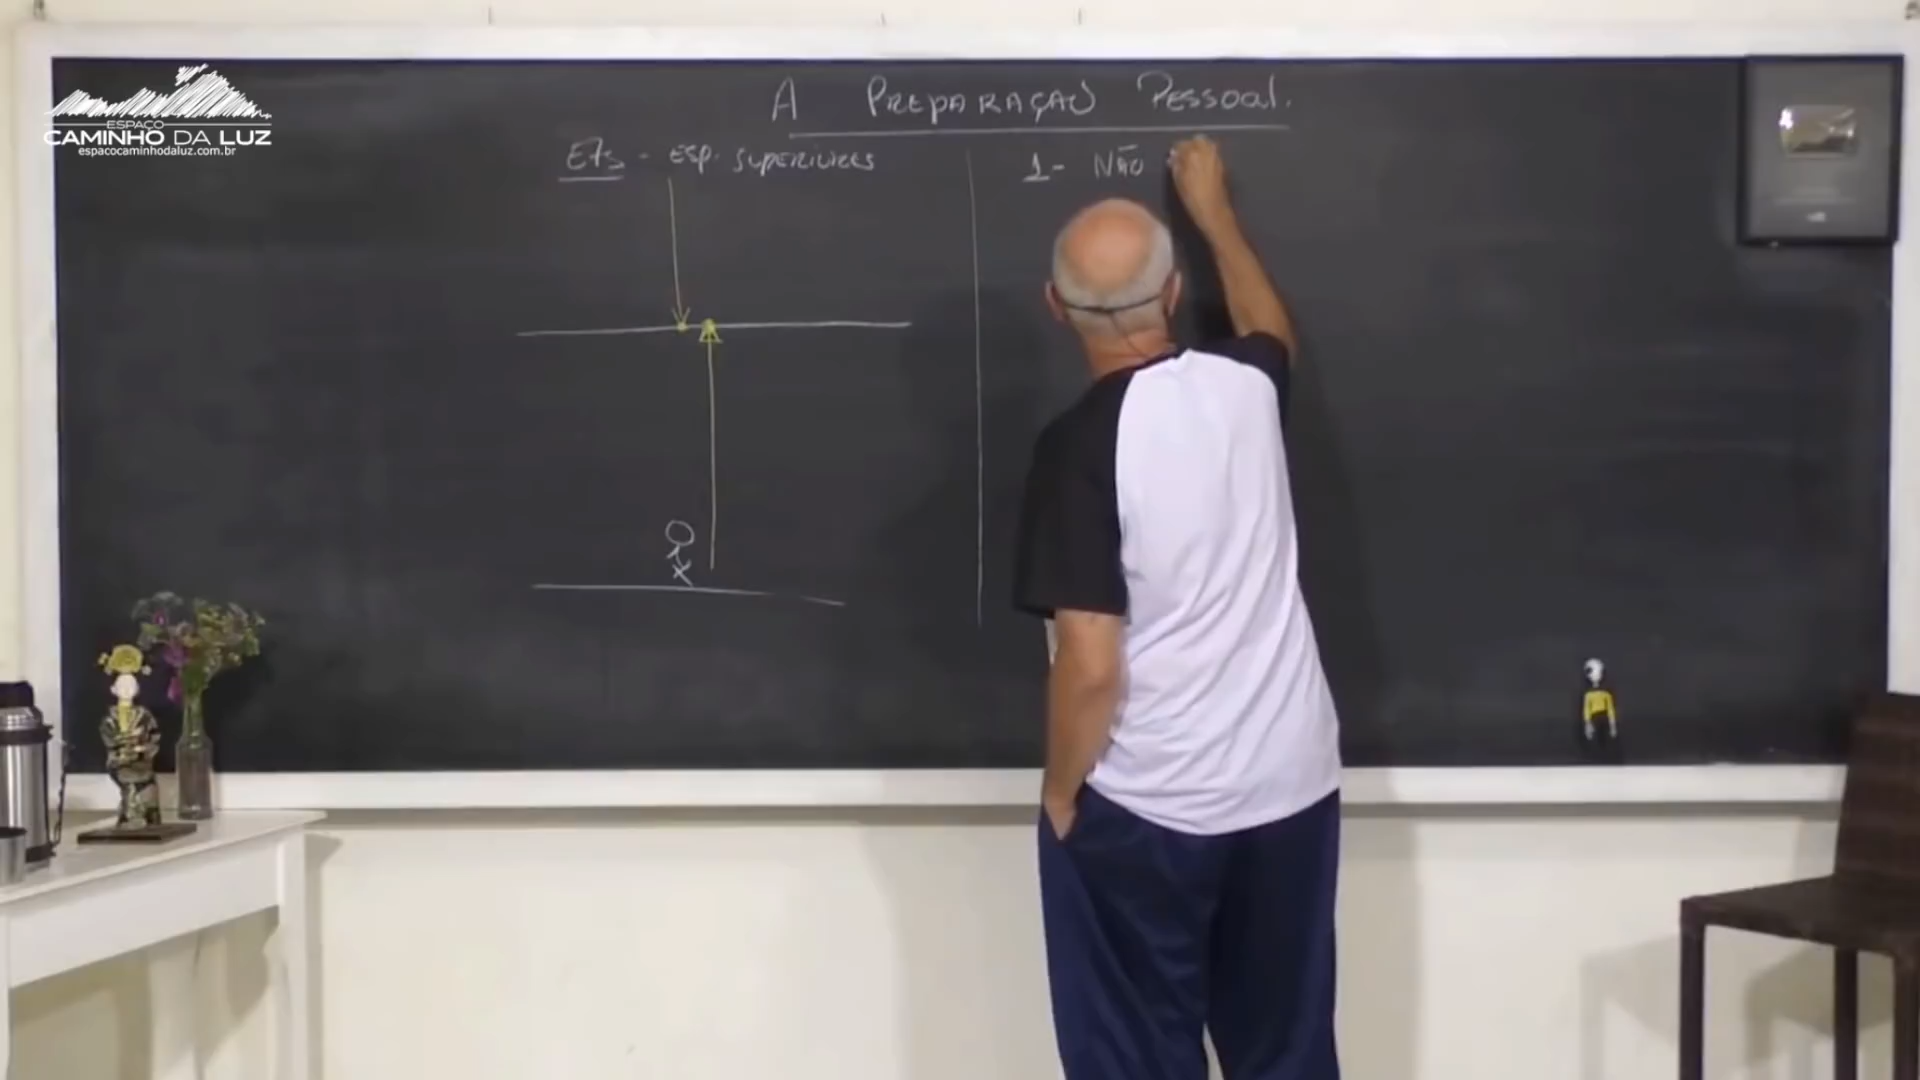 ESPAÇO
CAMINHO DA LUZ
espacocaminhodaluz.com.br
A PREPARAÇÃO PESSOAL.
ETs - ESP. SUPERIORES
1- NÃO